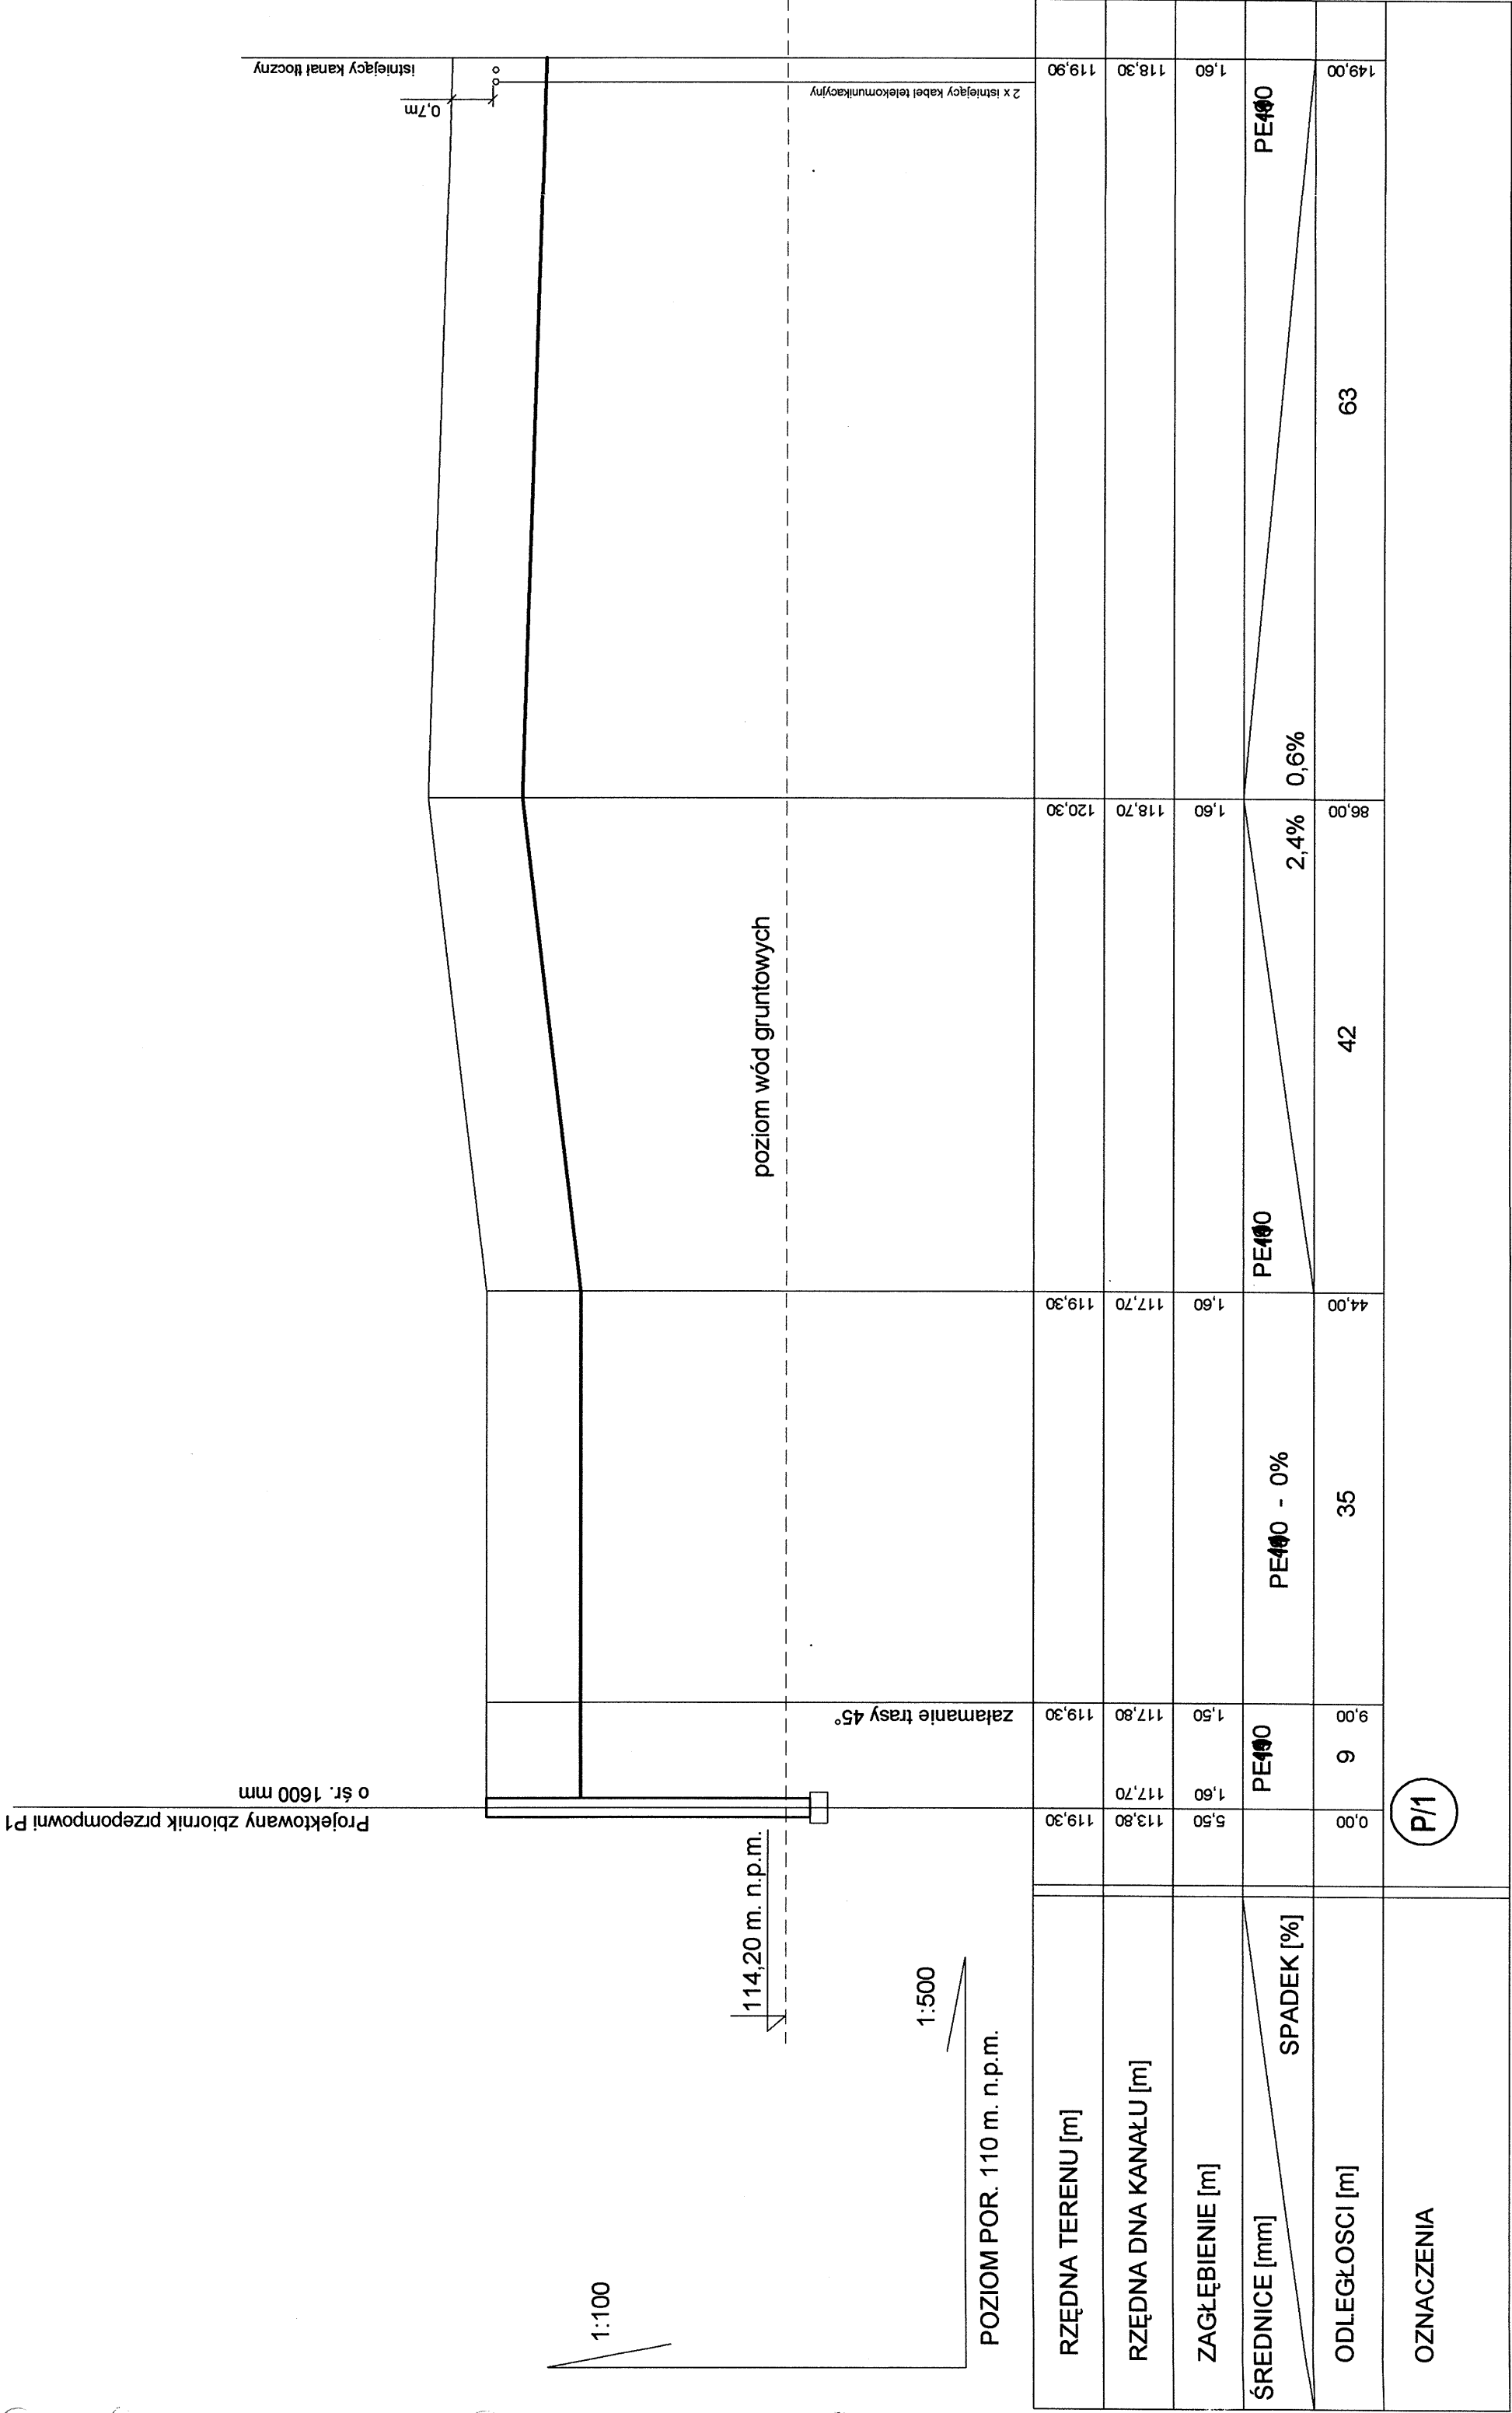 Projektowany zbiornik przepompowni P1
o śr. 1600 mm
istniejący kanał tłoczny
0,7m
2 x istniejący kabel telekomunikacyjny
poziom wód gruntowych
114,20 m. n.p.m.
załamanie trasy 45°
1:100
1:500
POZIOM POR. 110 m. n.p.m.
RZĘDNA TERENU [m]
119,30
119,30
119,30
120,30
119,90
RZĘDNA DNA KANAŁU [m]
113,80
117,70
117,80
117,70
118,70
118,30
ZAGŁĘBIENIE [m]
5,50
1,60
1,50
1,60
1,60
1,60
ŚREDNICE [mm]
SPADEK [%]
- 0%
2,4%
0,6%
ODLEGŁOSCI [m]
0,00
9
9,00
35
44,00
42
86,00
63
149,00
OZNACZENIA
P/1